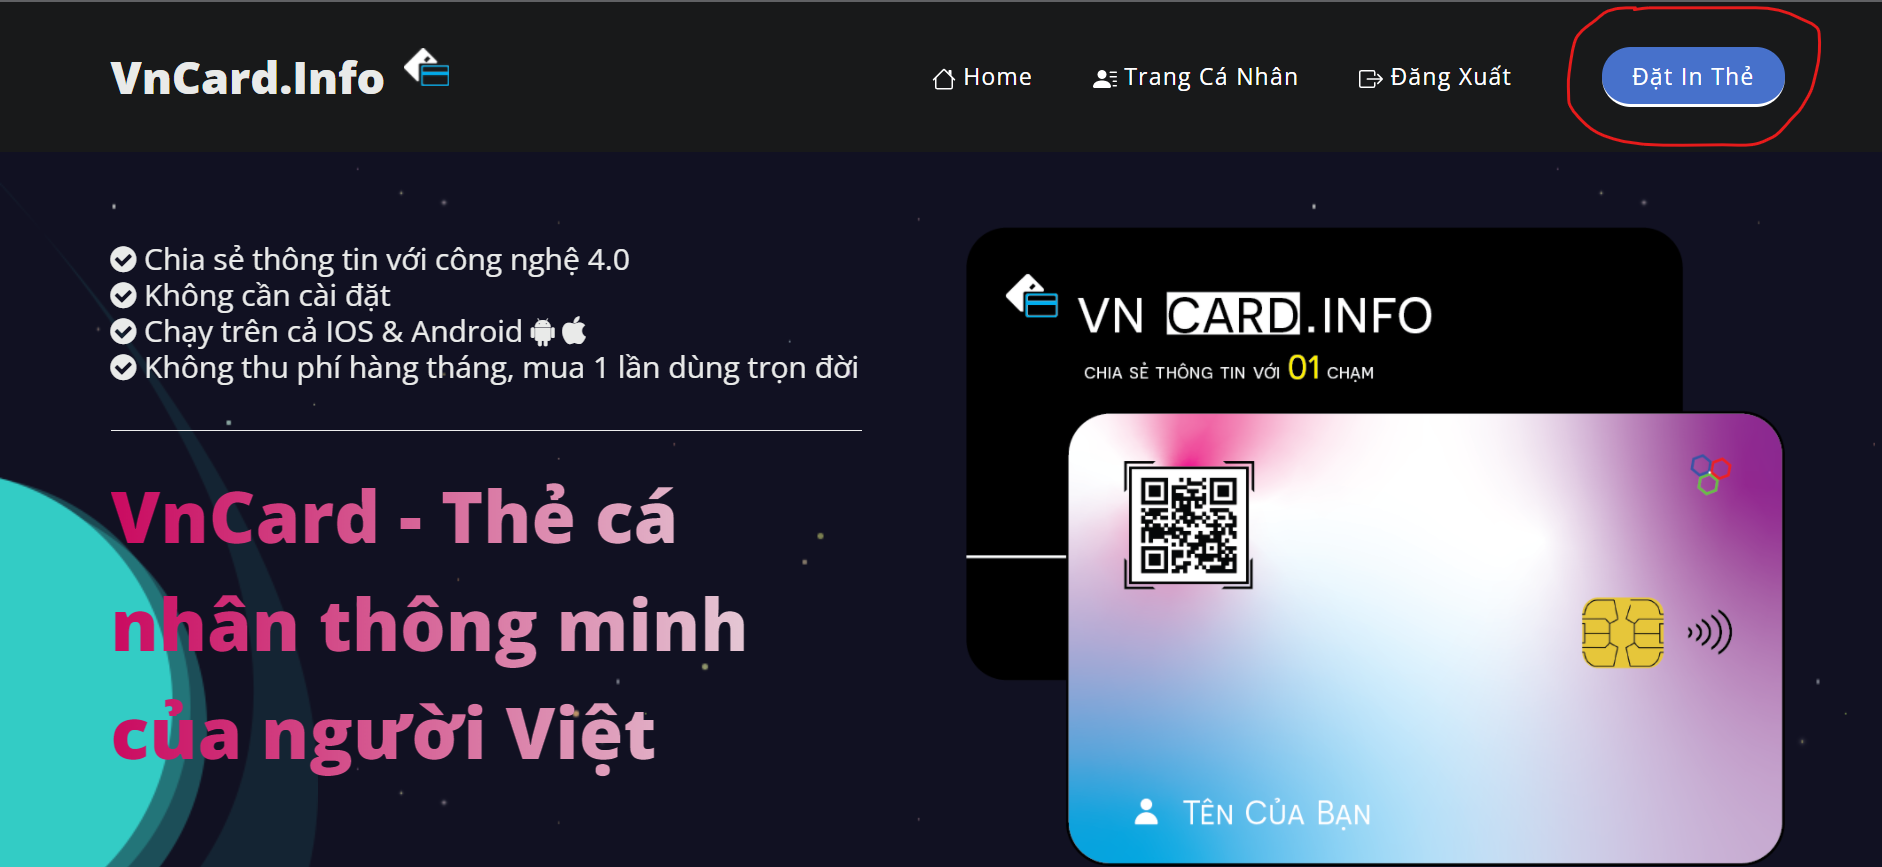 VnCard.Info
Home
Trang Cá Nhân
Đăng Xuất
Đặt In Thẻ
Chia sẻ thông tin với công nghệ 4.0
Không cần cài đặt
Chạy trên cả IOS & Android
Không thu phí hàng tháng, mua 1 lần dùng trọn đời
VnCard - Thẻ cá
nhân thông minh
của người Việt
VN CARD.INFO
CHIA SẺ THÔNG TIN VỚI 01 CHẠM
TÊN CỦA BẠN